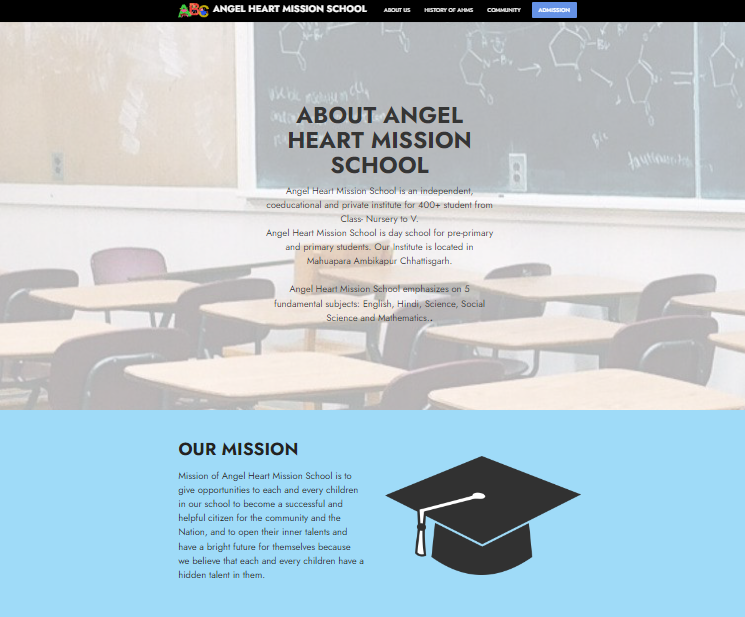 ABC ANGEL HEART MISSION SCHOOL ABOUT US HISTORY OF AHMS COMMUNITY ADMISSION
ABOUT ANGEL
HEART MISSION
SCHOOL
Angel Heart Mission School is an independent,
coeducational and private institute for 400+ student from
Class- Nursery to V.
Angel Heart Mission School is day school for pre-primary
and primary students. Our Institute is located in
Mahuapara Ambikapur Chhattisgarh.
Angel Heart Mission School emphasizes on 5
fundamental subjects: English, Hindi, Science, Social
Science and Mathematics..
OUR MISSION
Mission of Angel Heart Mission School is to
give opportunities to each and every children
in our school to become a successful and
helpful citizen for the community and the
Nation, and to open their inner talents and
have a bright future for themselves because
we believe that each and every children have a
hidden talent in them.